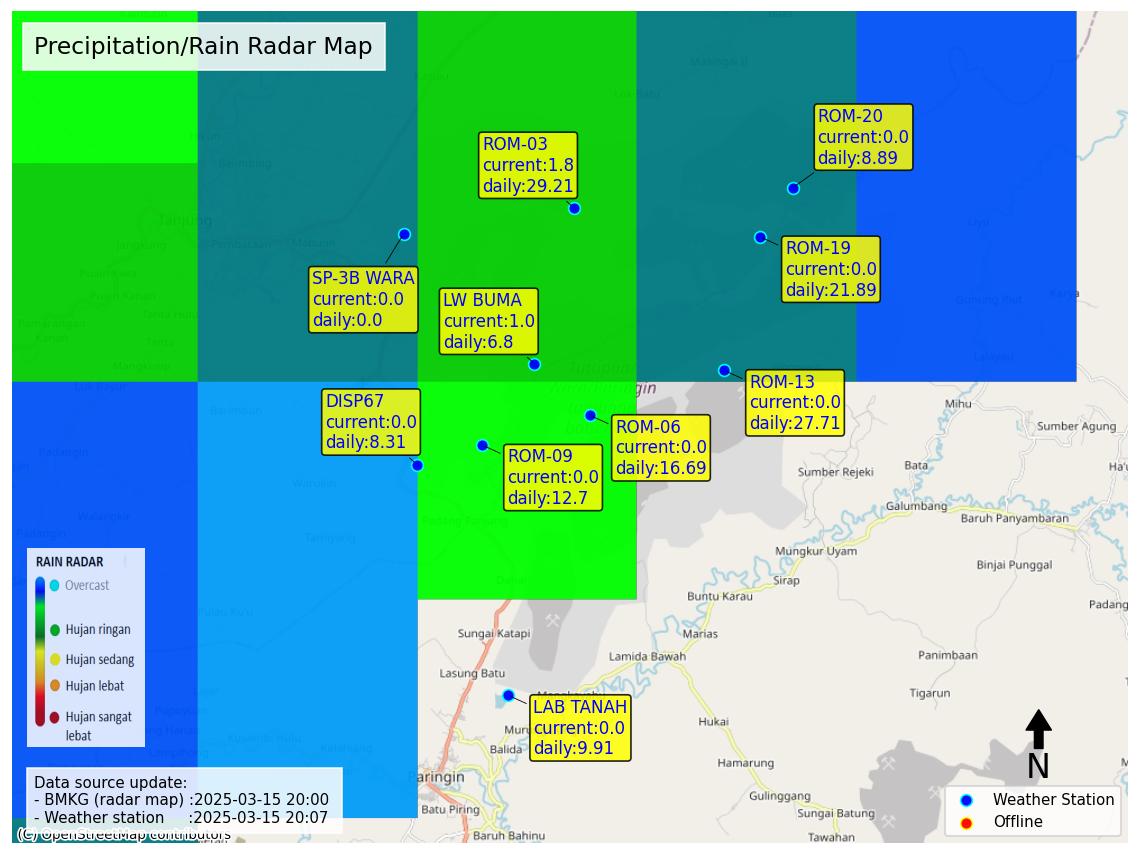 Precipitation/Rain Radar Map
ROM-20
current:0.0
daily:8.89
ROM-03
current:1.8
daily:29.21
ROM-19
current:0.0
daily:21.89
SP-3B WARA
current:0.0
daily:0.0
LW BUMA
current:1.0
daily:6.8
ROM-13
current:0.0
daily:27.71
DISP67
current:0.0
daily:8.31
ROM-06
current:0.0
daily:16.69
ROM-09
current:0.0
daily:12.7
LAB TANAH
current:0.0
daily:9.91
Tanjung
Mihu
Sumber Agung
Bata
Sumber Rejeki
Galumbang
Baruh Panyambaran
Mungkur Uyam
Binjai Punggal
Sirap
Buntu Karau
Padang
Sungai Katapi
Marias
Lamida Bawah
Panimbaan
Lasung Batu
Tigarun
Hukai
Balida
Hamarung
Paringin
Batu Piring
Gulinggang
Sungai Batung
Baruh Bahinu
Tawahan
RAIN RADAR
Overcast
Hujan ringan
Hujan sedang
Hujan lebat
Hujan sangat
lebat
Data source update:
- BMKG (radar map) :2025-03-15 20:00
- Weather station :2025-03-15 20:07
(C) OpenStreetMap contributors
N
Weather Station
Offline